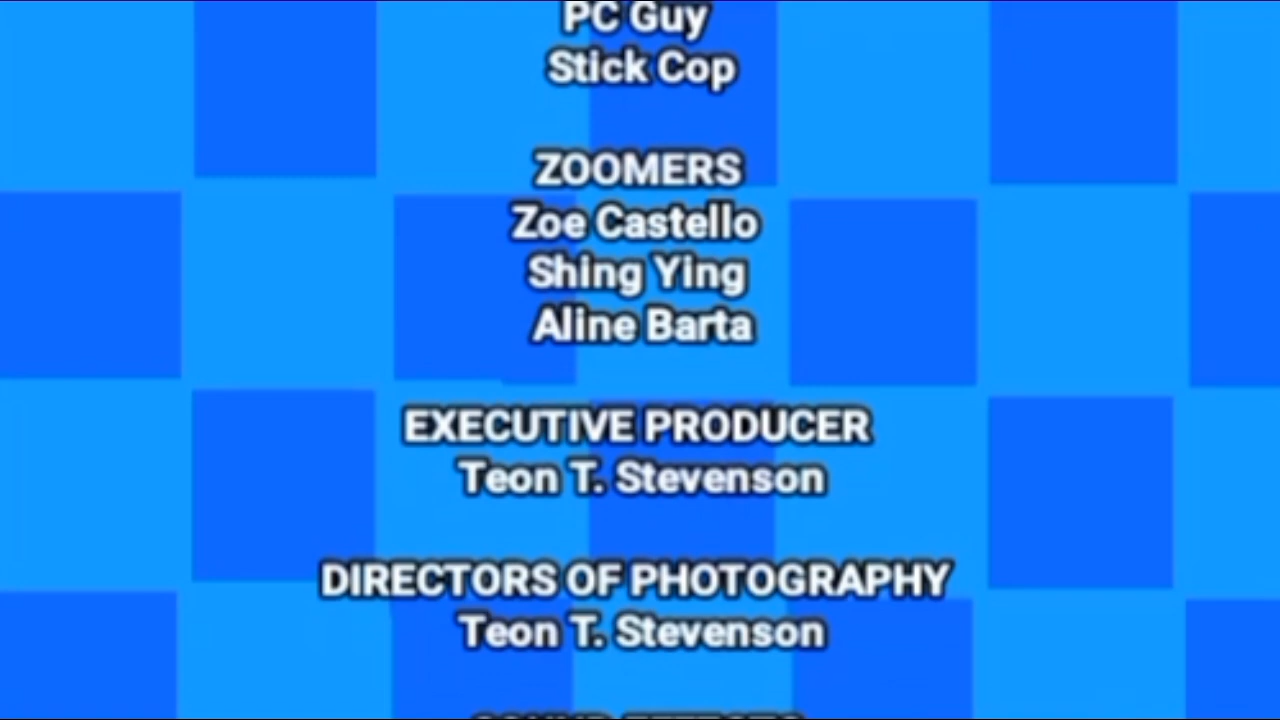 PC Guy
Stick Cop
ZOOMERS
Zoe Castello
Shing Ying
Aline Barta
EXECUTIVE PRODUCER
Teon T. Stevenson
DIRECTORS OF PHOTOGRAPHY
Teon T. Stevenson